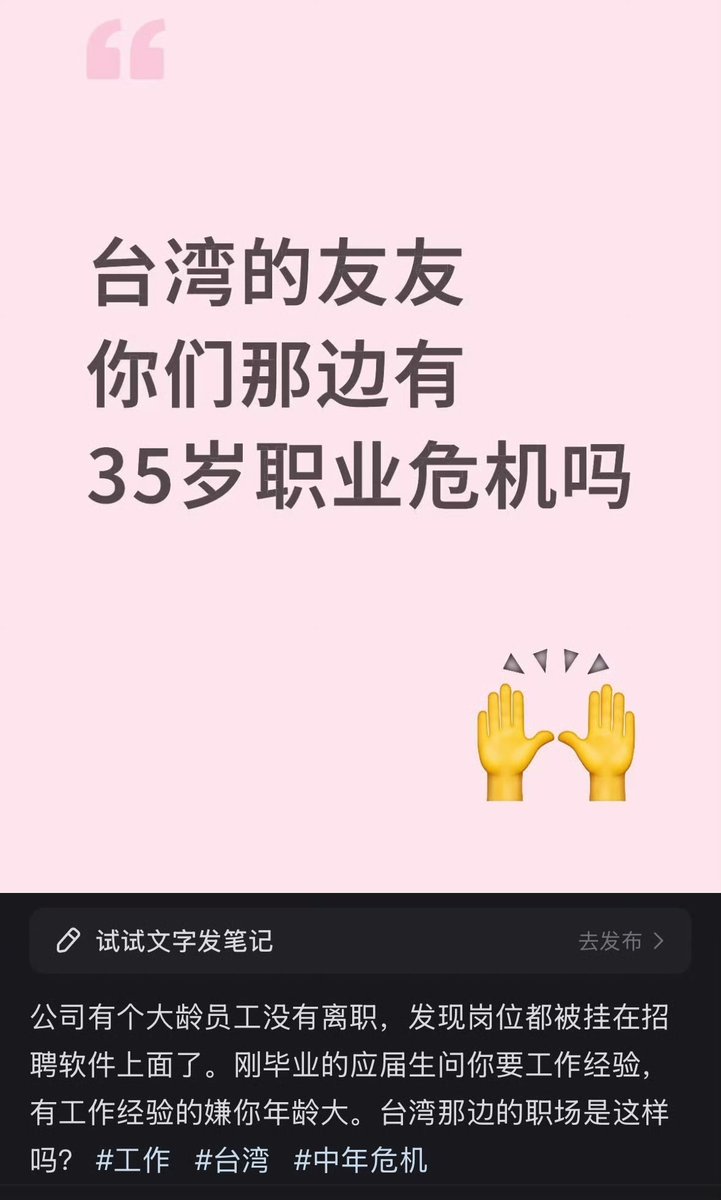 台湾的友友
你们那边有
35岁职业危机吗
试试文字发笔记
去发布
公司有个大龄员工没有离职，发现岗位都被挂在招
聘软件上面了。刚毕业的应届生问你要工作经验，
有工作经验的嫌你年龄大。台湾那边的职场是这样
吗？ #工作 #台湾 #中年危机